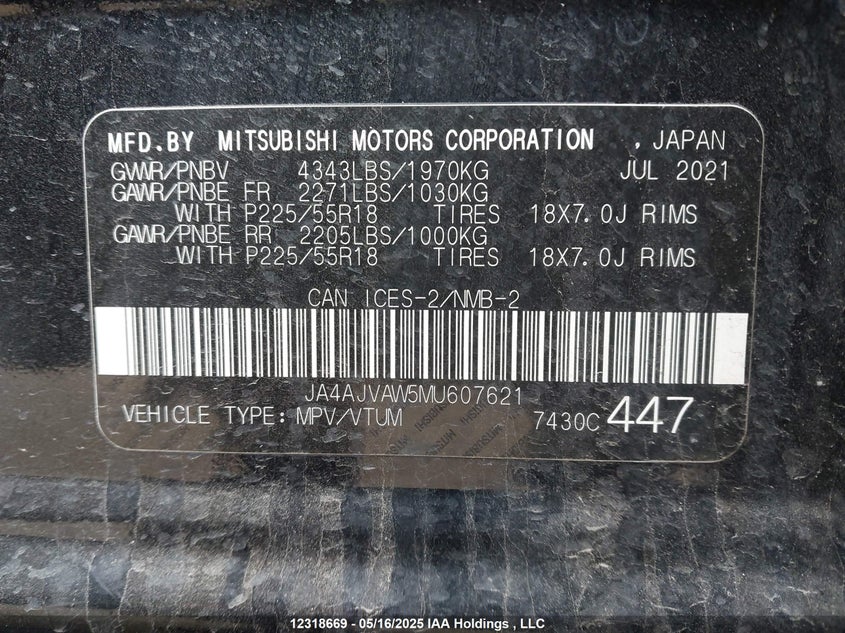 MFD.BY MITSUBISHI MOTORS CORPORATION , JAPAN
GVWR/PNBV 4343LBS/1970KG JUL 2021
GAWR/PNBE FR 2271LBS/1030KG
WITH P225/55R18 TIRES 18X7.0J RIMS
GAWR/PNBE RR 2205LBS/1000KG
WITH P225/55R18 TIRES 18X7.0J RIMS
CAN ICES-2/NMB-2
JA4AJVAW5MU607621
VEHICLE TYPE: MPV/VTUM 7430C 447
12318669 - 05/16/2025 IAA Holdings , LLC